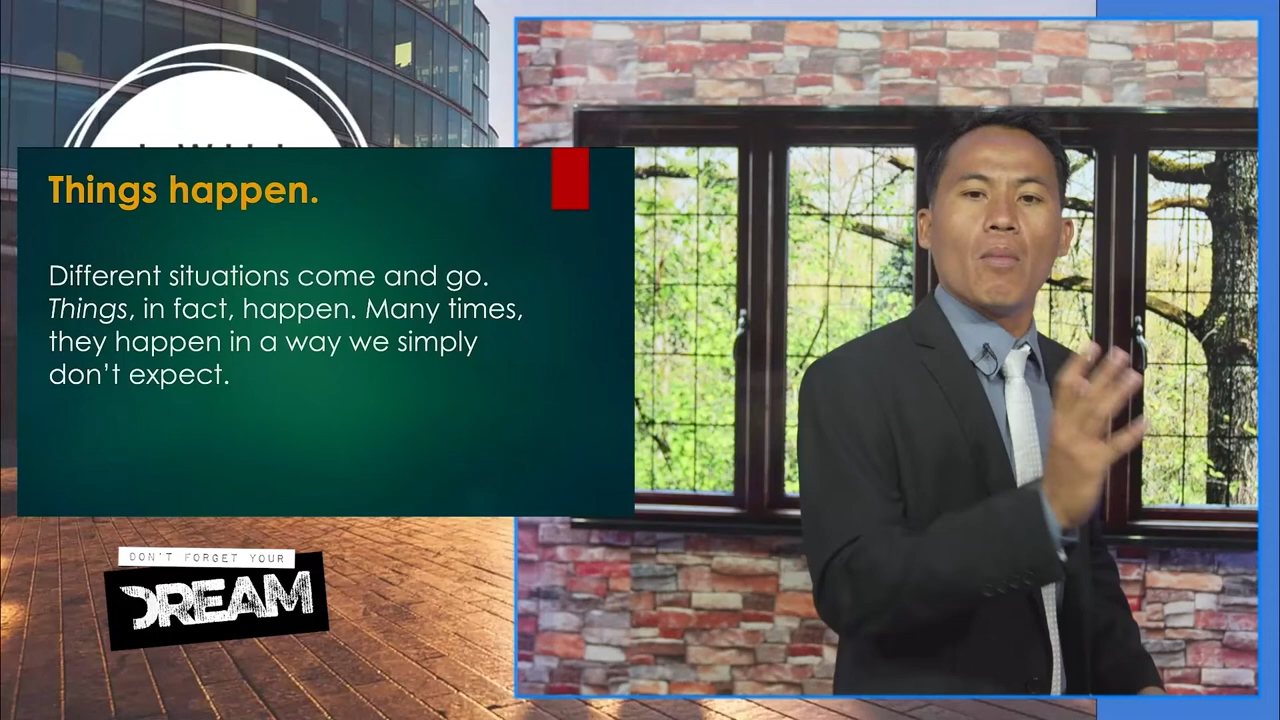 Things happen.
Different situations come and go.
Things, in fact, happen. Many times,
they happen in a way we simply
don’t expect.
DON'T FORGET YOUR
DREAM